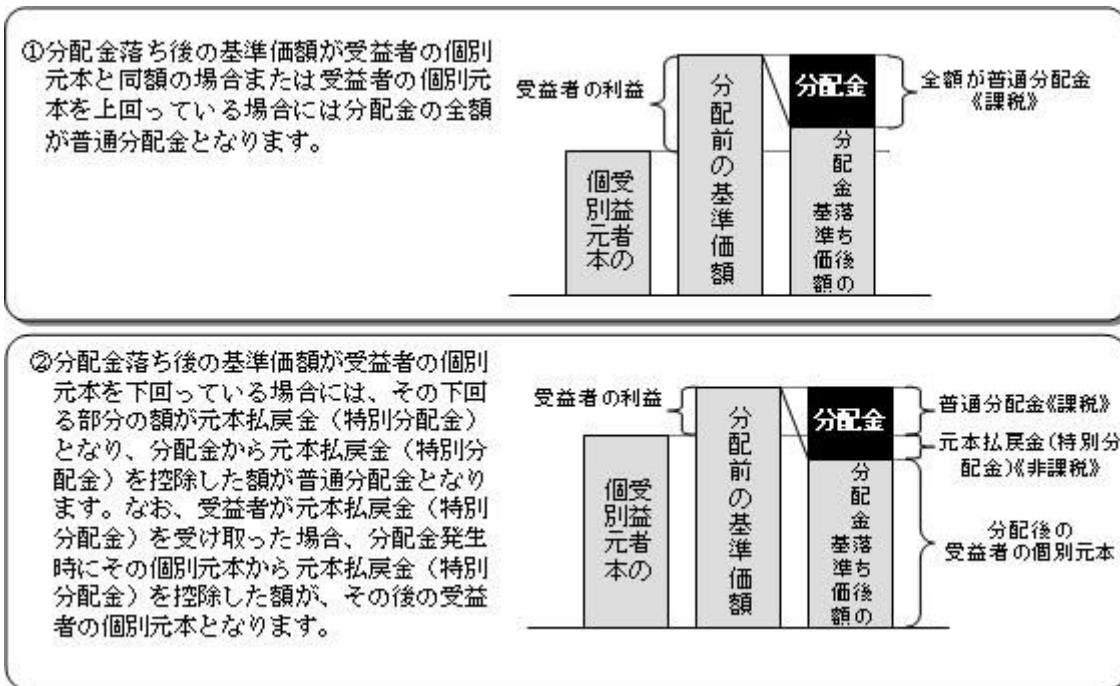 ①分配金落ち後の基準価額が受益者の個別
元本と同額の場合または受益者の個別元
本を上回っている場合には分配金の全額
が普通分配金となります。
受益者の利益
受益者の
個別元本
分配前の基準価額
分配金
分配金落ち後の
基準価額
全額が普通分配金
《課税》
②分配金落ち後の基準価額が受益者の個別
元本を下回っている場合には、その下回
る部分の額が元本払戻金（特別分配金）
となり、分配金から元本払戻金（特別分
配金）を控除した額が普通分配金となり
ます。なお、受益者が元本払戻金（特別
分配金）を受け取った場合、分配金発生
時にその個別元本から元本払戻金（特別
分配金）を控除した額が、その後の受益
者の個別元本となります。
受益者の利益
受益者の
個別元本
分配前の基準価額
分配金
分配金落ち後の
基準価額
普通分配金《課税》
元本払戻金(特別分
配金)《非課税》
分配後の
受益者の個別元本